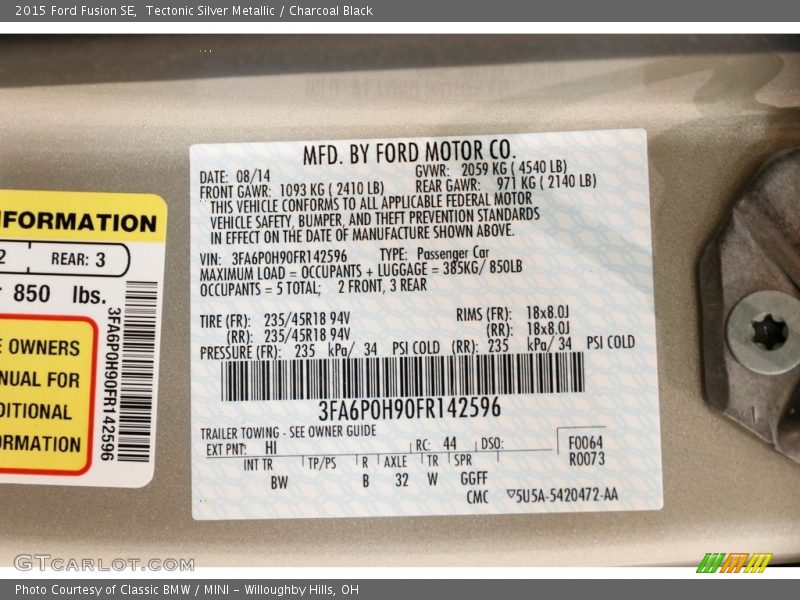 2015 Ford Fusion SE, Tectonic Silver Metallic / Charcoal Black
MFD. BY FORD MOTOR CO.
DATE: 08/14 GVWR: 2059 KG ( 4540 LB)
FRONT GAWR: 1093 KG ( 2410 LB) REAR GAWR: 971 KG ( 2140 LB)
THIS VEHICLE CONFORMS TO ALL APPLICABLE FEDERAL MOTOR
VEHICLE SAFETY, BUMPER, AND THEFT PREVENTION STANDARDS
IN EFFECT ON THE DATE OF MANUFACTURE SHOWN ABOVE.
VIN: 3FA6P0H90FR142596 TYPE: Passenger Car
MAXIMUM LOAD = OCCUPANTS + LUGGAGE = 385KG/ 850LB
OCCUPANTS = 5 TOTAL; 2 FRONT, 3 REAR
TIRE (FR): 235/45R18 94V RIMS (FR): 18x8.0J
(RR): 235/45R18 94V (RR): 18x8.0J
PRESSURE (FR): 235 kPa/ 34 PSI COLD (RR): 235 kPa/ 34 PSI COLD
3FA6P0H90FR142596
TRAILER TOWING - SEE OWNER GUIDE
EXT PNT: HI RC: 44 DSO: F0064
INT TR TP/PS R AXLE TR SPR R0073
BW B 32 W GGFF
CMC 5U5A-5420472-AA
FORMATION
2 REAR: 3
850 lbs.
E OWNERS
NUAL FOR
DITIONAL
ORMATION
3FA6P0H90FR142596
GTCARLOT.COM
Photo Courtesy of Classic BMW / MINI - Willoughby Hills, OH